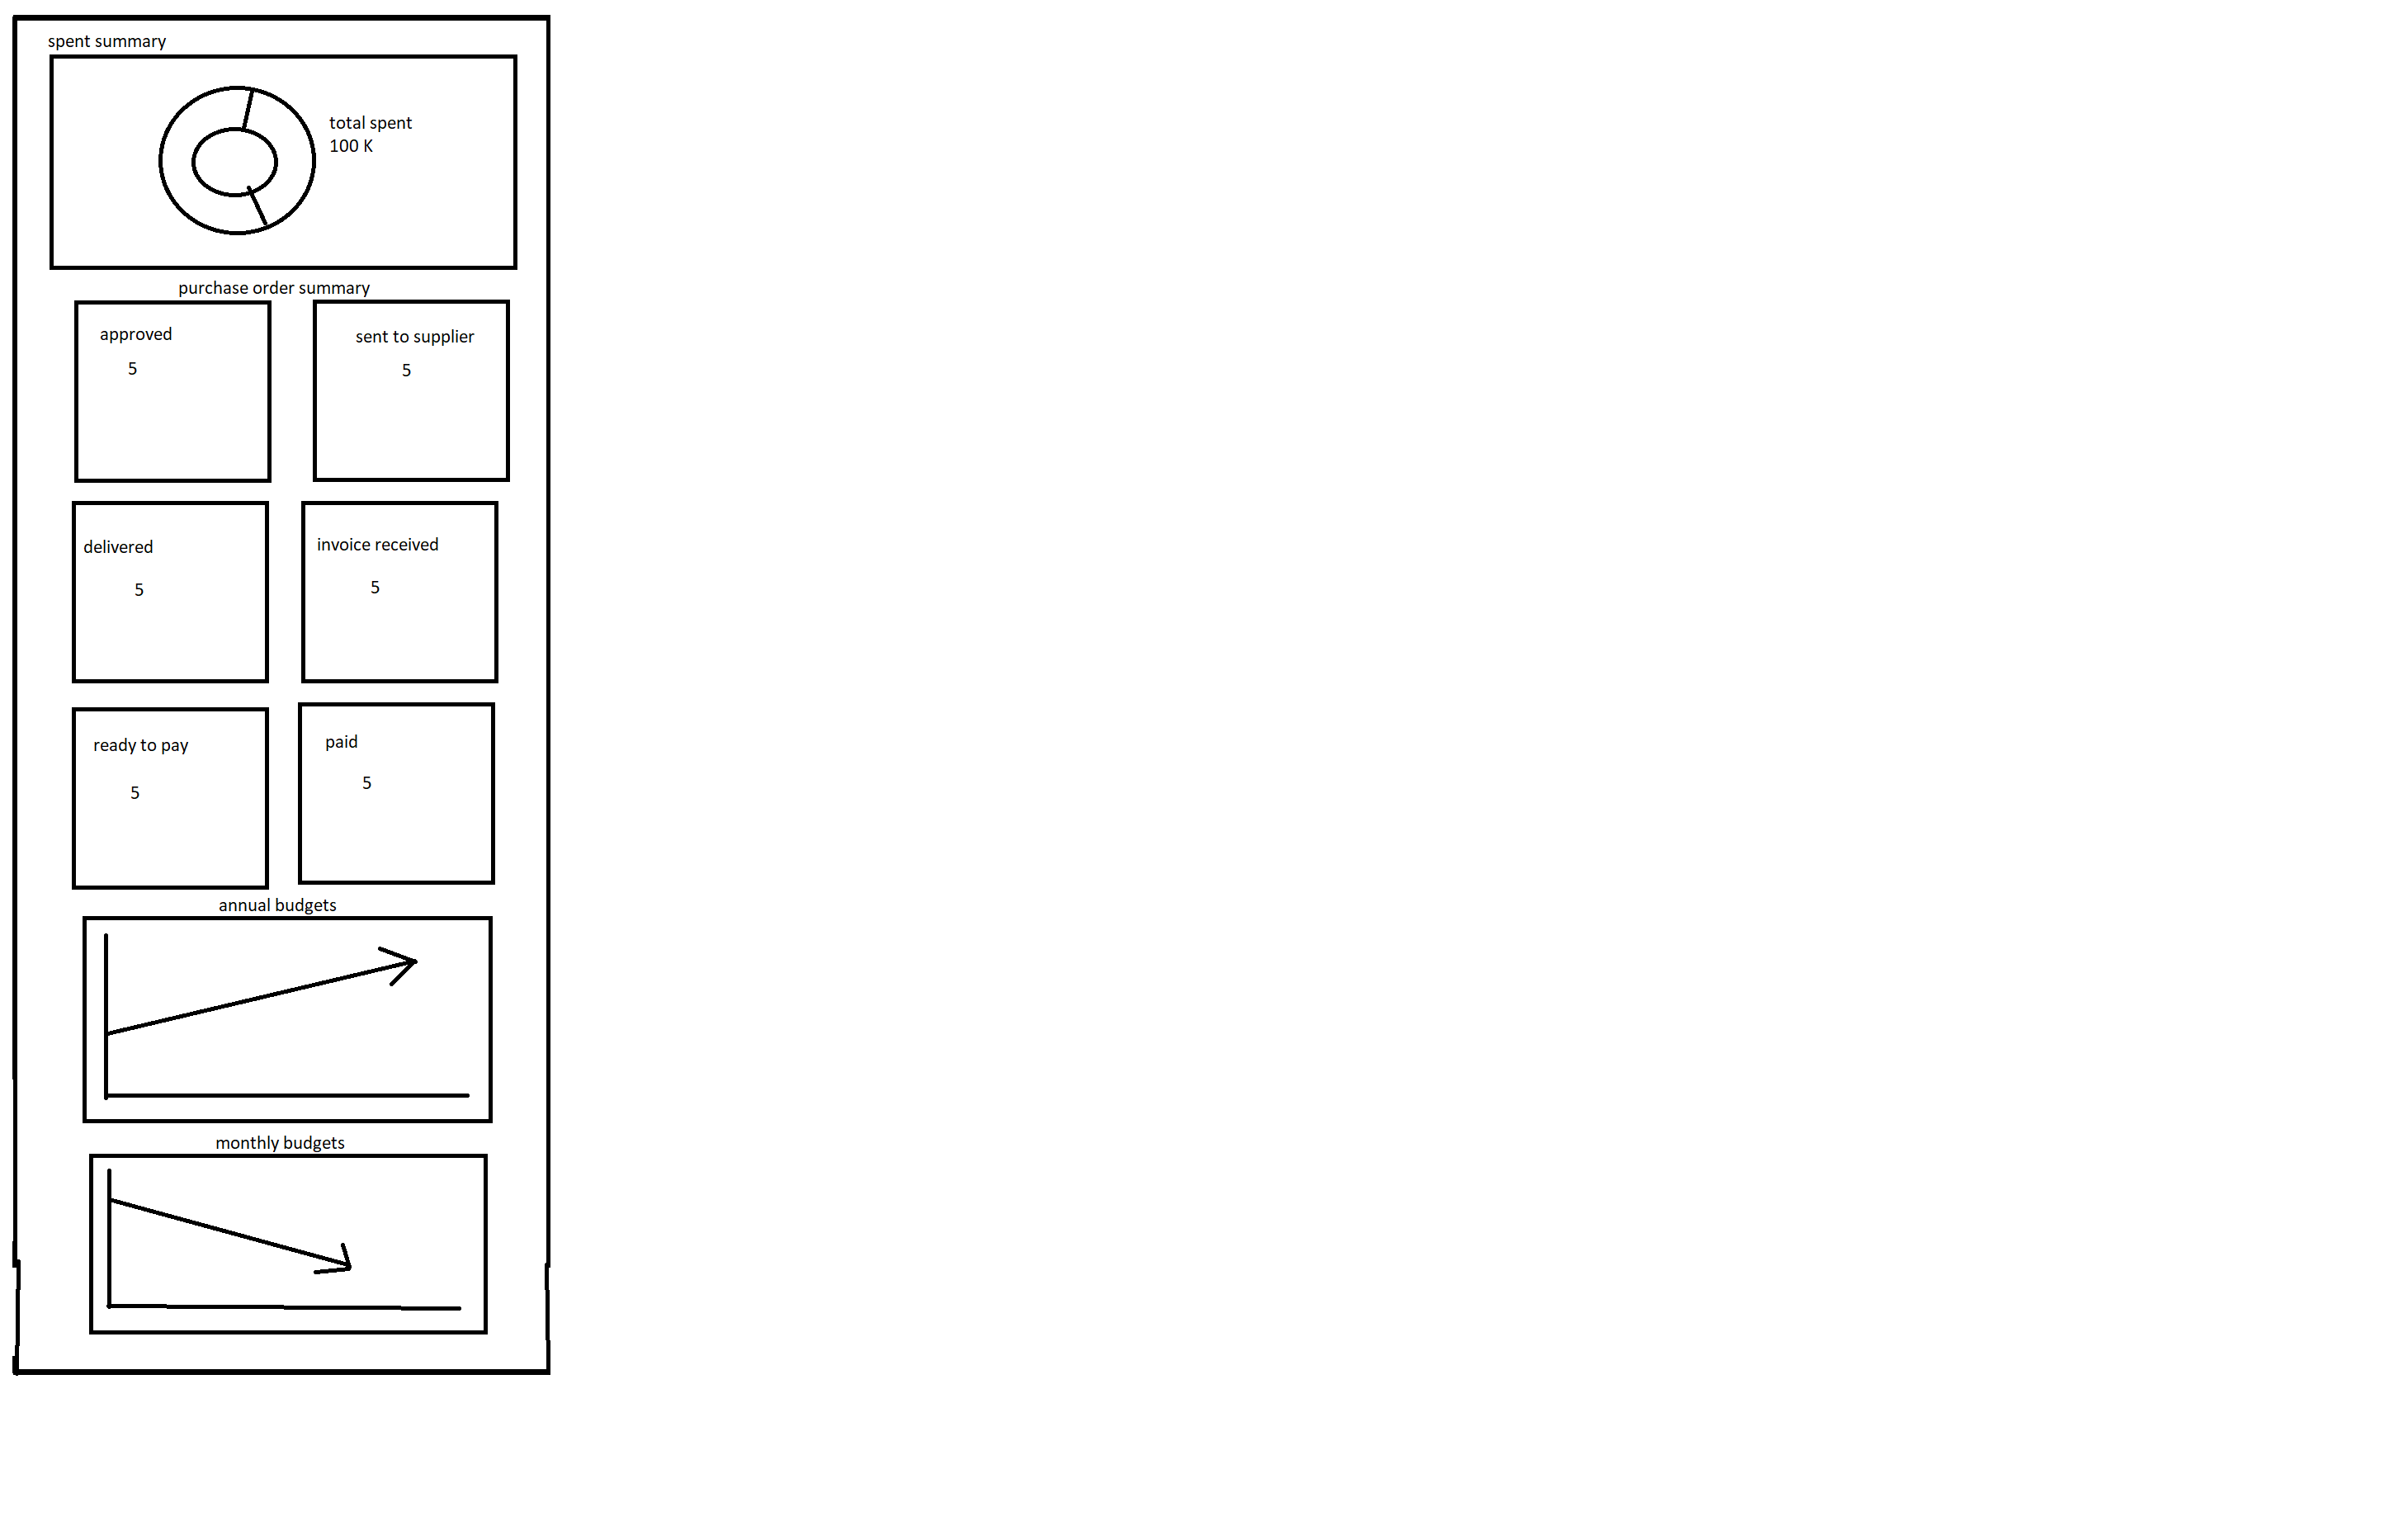 spent summary
total spent
100 K
purchase order summary
approved
5
sent to supplier
5
delivered
5
invoice received
5
ready to pay
5
paid
5
annual budgets
monthly budgets